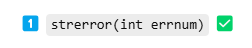 1 strerror(int errnum) ✅